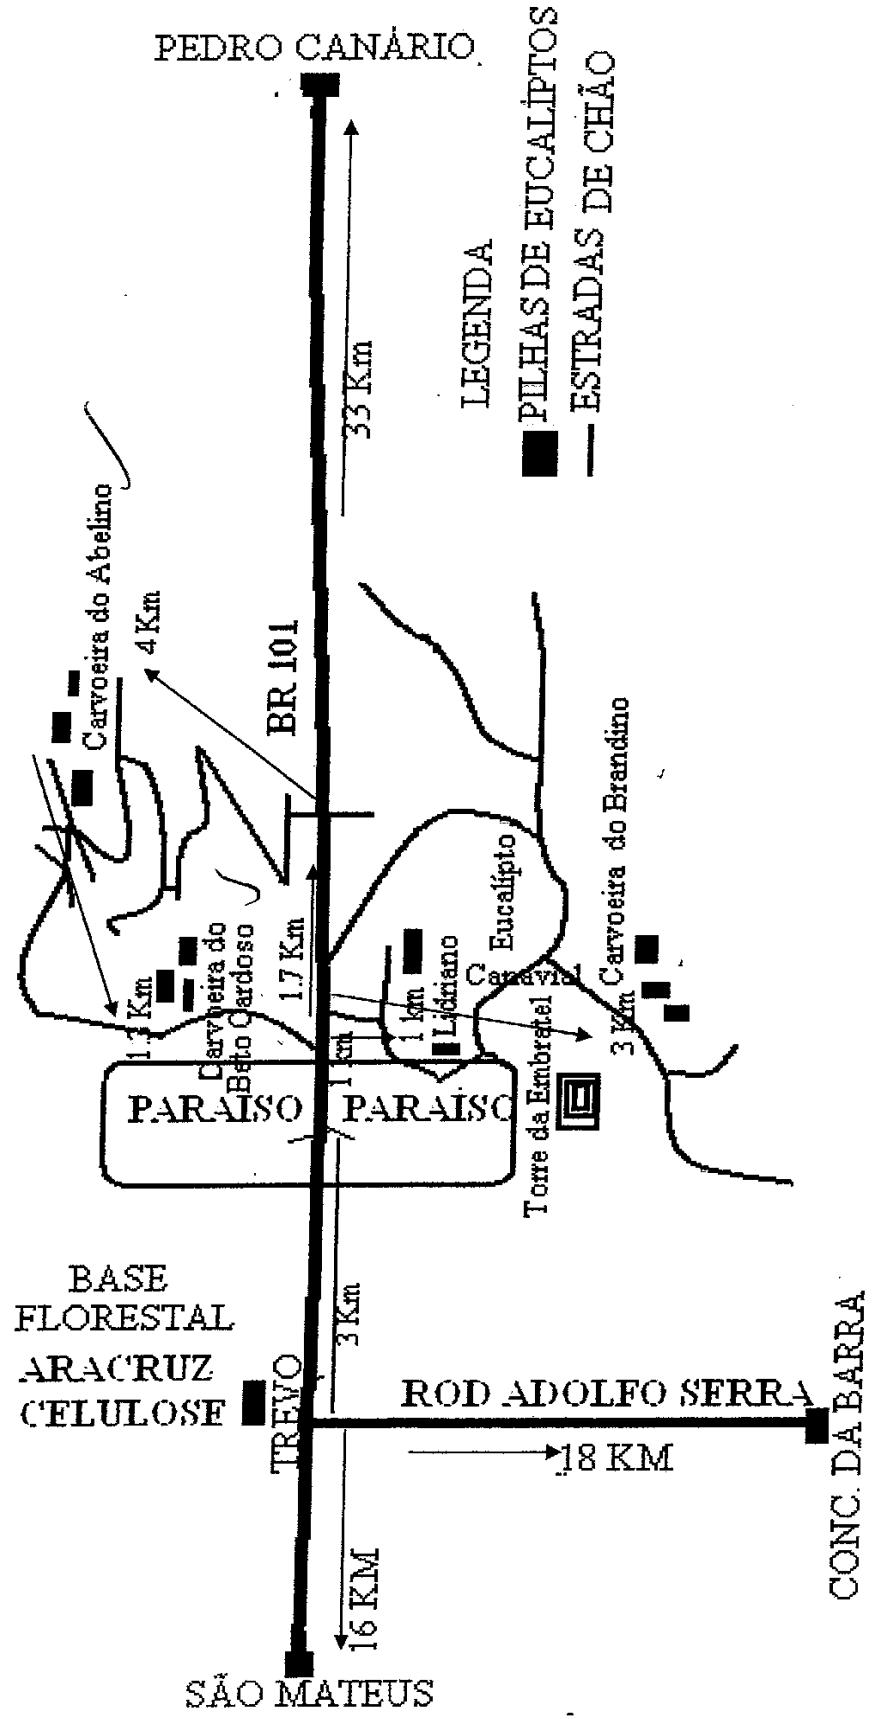 PEDRO CANÁRIO
LEGENDA
PILHAS DE EUCALÍPTOS
ESTRADAS DE CHÃO
33 Km
Carvoeira do Abelino
4 Km
BR 101
1.7 Km
Eucalípto
Canavial
Carvoeira do Brandino
3 Km
Carvoeira do
Beto Cardoso
1 km
1 km
Lidriano
Torre da Embratel
PARAÍSO
PARAÍSO
3 Km
BASE
FLORESTAL
ARACRUZ
CELULOSE
TREVO
ROD ADOLFO SERRA
18 KM
CONC. DA BARRA
16 KM
SÃO MATEUS